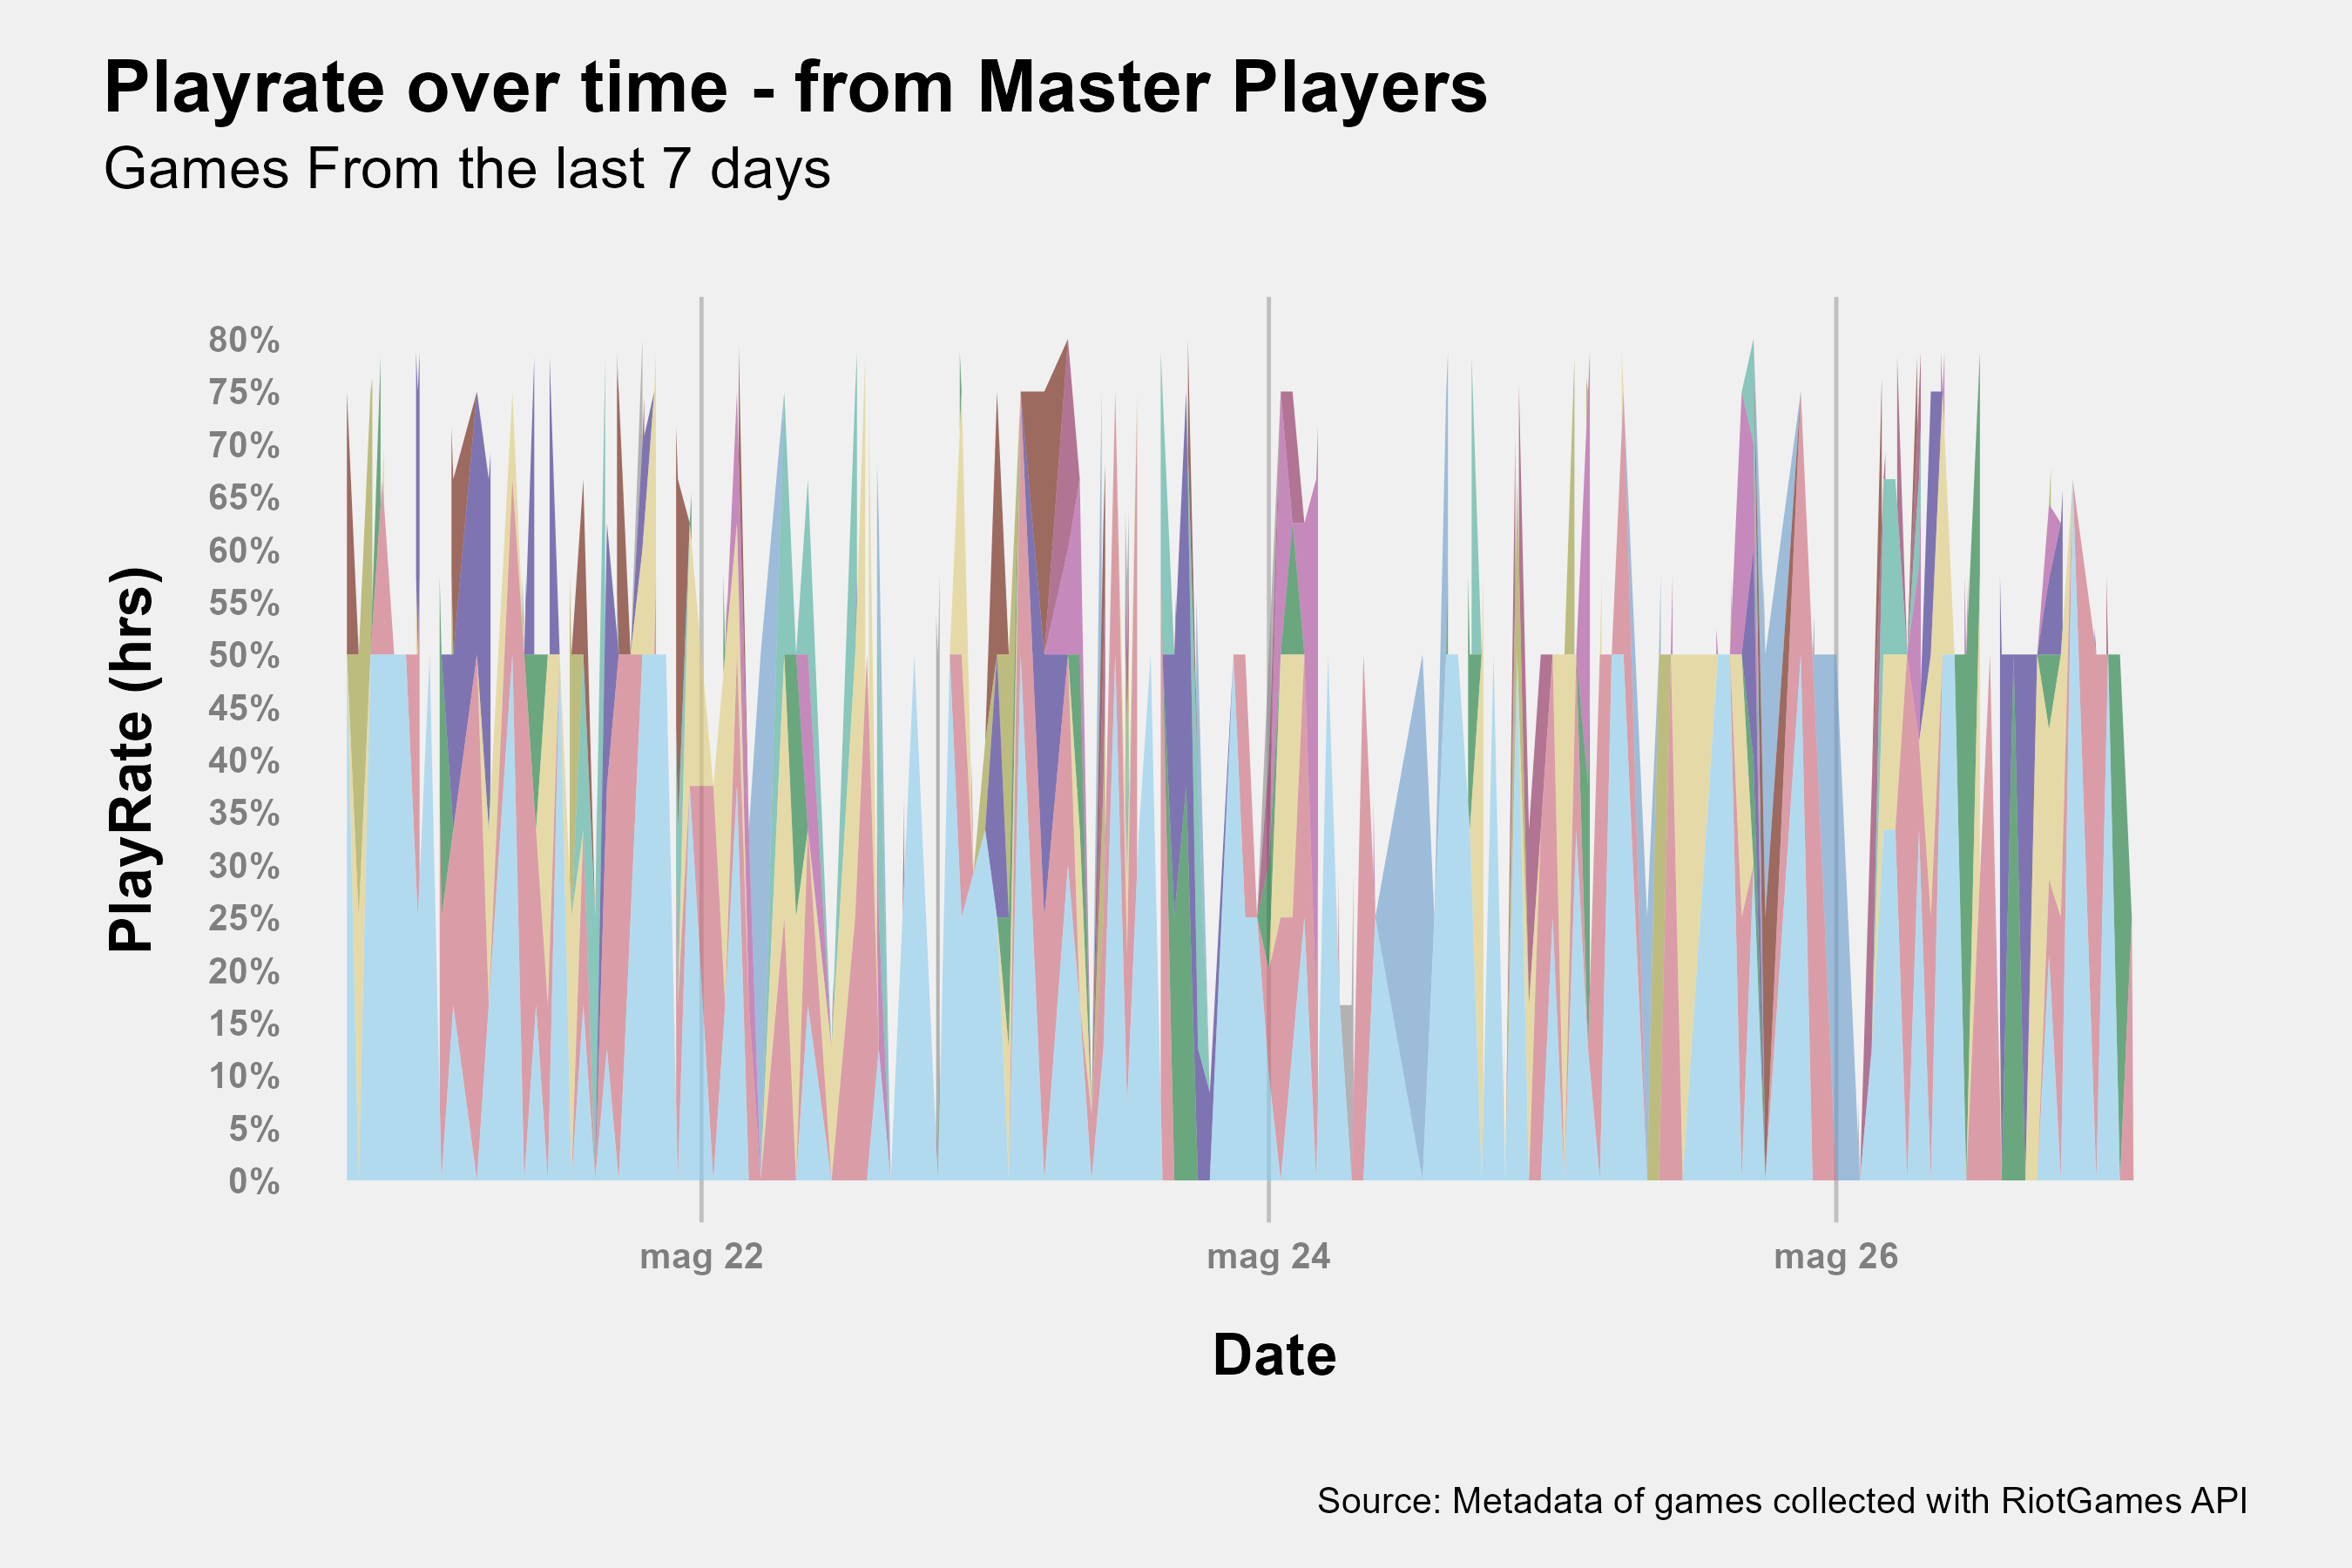 Playrate over time - from Master Players
Games From the last 7 days
PlayRate (hrs)
80%
75%
70%
65%
60%
55%
50%
45%
40%
35%
30%
25%
20%
15%
10%
5%
0%
mag 22
mag 24
mag 26
Date
Source: Metadata of games collected with RiotGames API